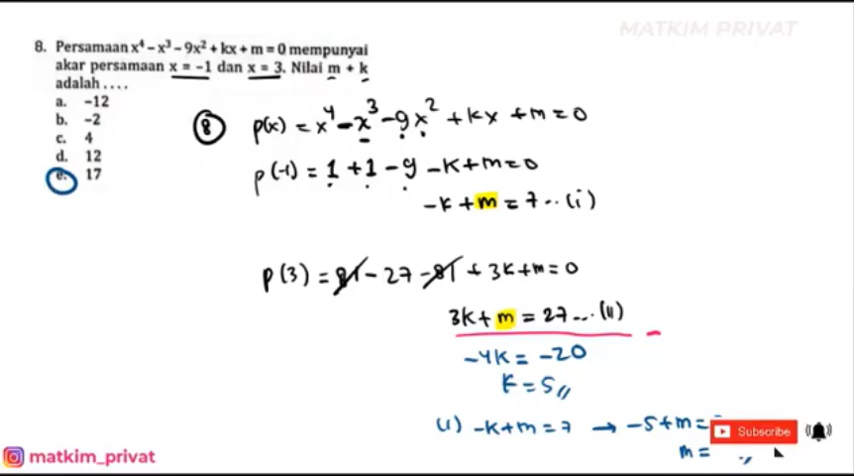 MATKIM PRIVAT
8. Persamaan x⁴ – x³ – 9x² + kx + m = 0 mempunyai
akar persamaan x = –1 dan x = 3. Nilai m + k
adalah ....
a. -12
b. -2
c. 4
d. 12
e. 17
8 p(x) = x⁴ - x³ - 9x² + kx + m = 0
p(-1) = 1 + 1 - 9 - k + m = 0
-k + m = 7 ... (i)
p(3) = 81 - 27 - 81 + 3k + m = 0
3k + m = 27 ... (ii)
-4k = -20
k = 5 //
(i) -k + m = 7 → -5 + m =
m =
Subscribe
matkim_privat